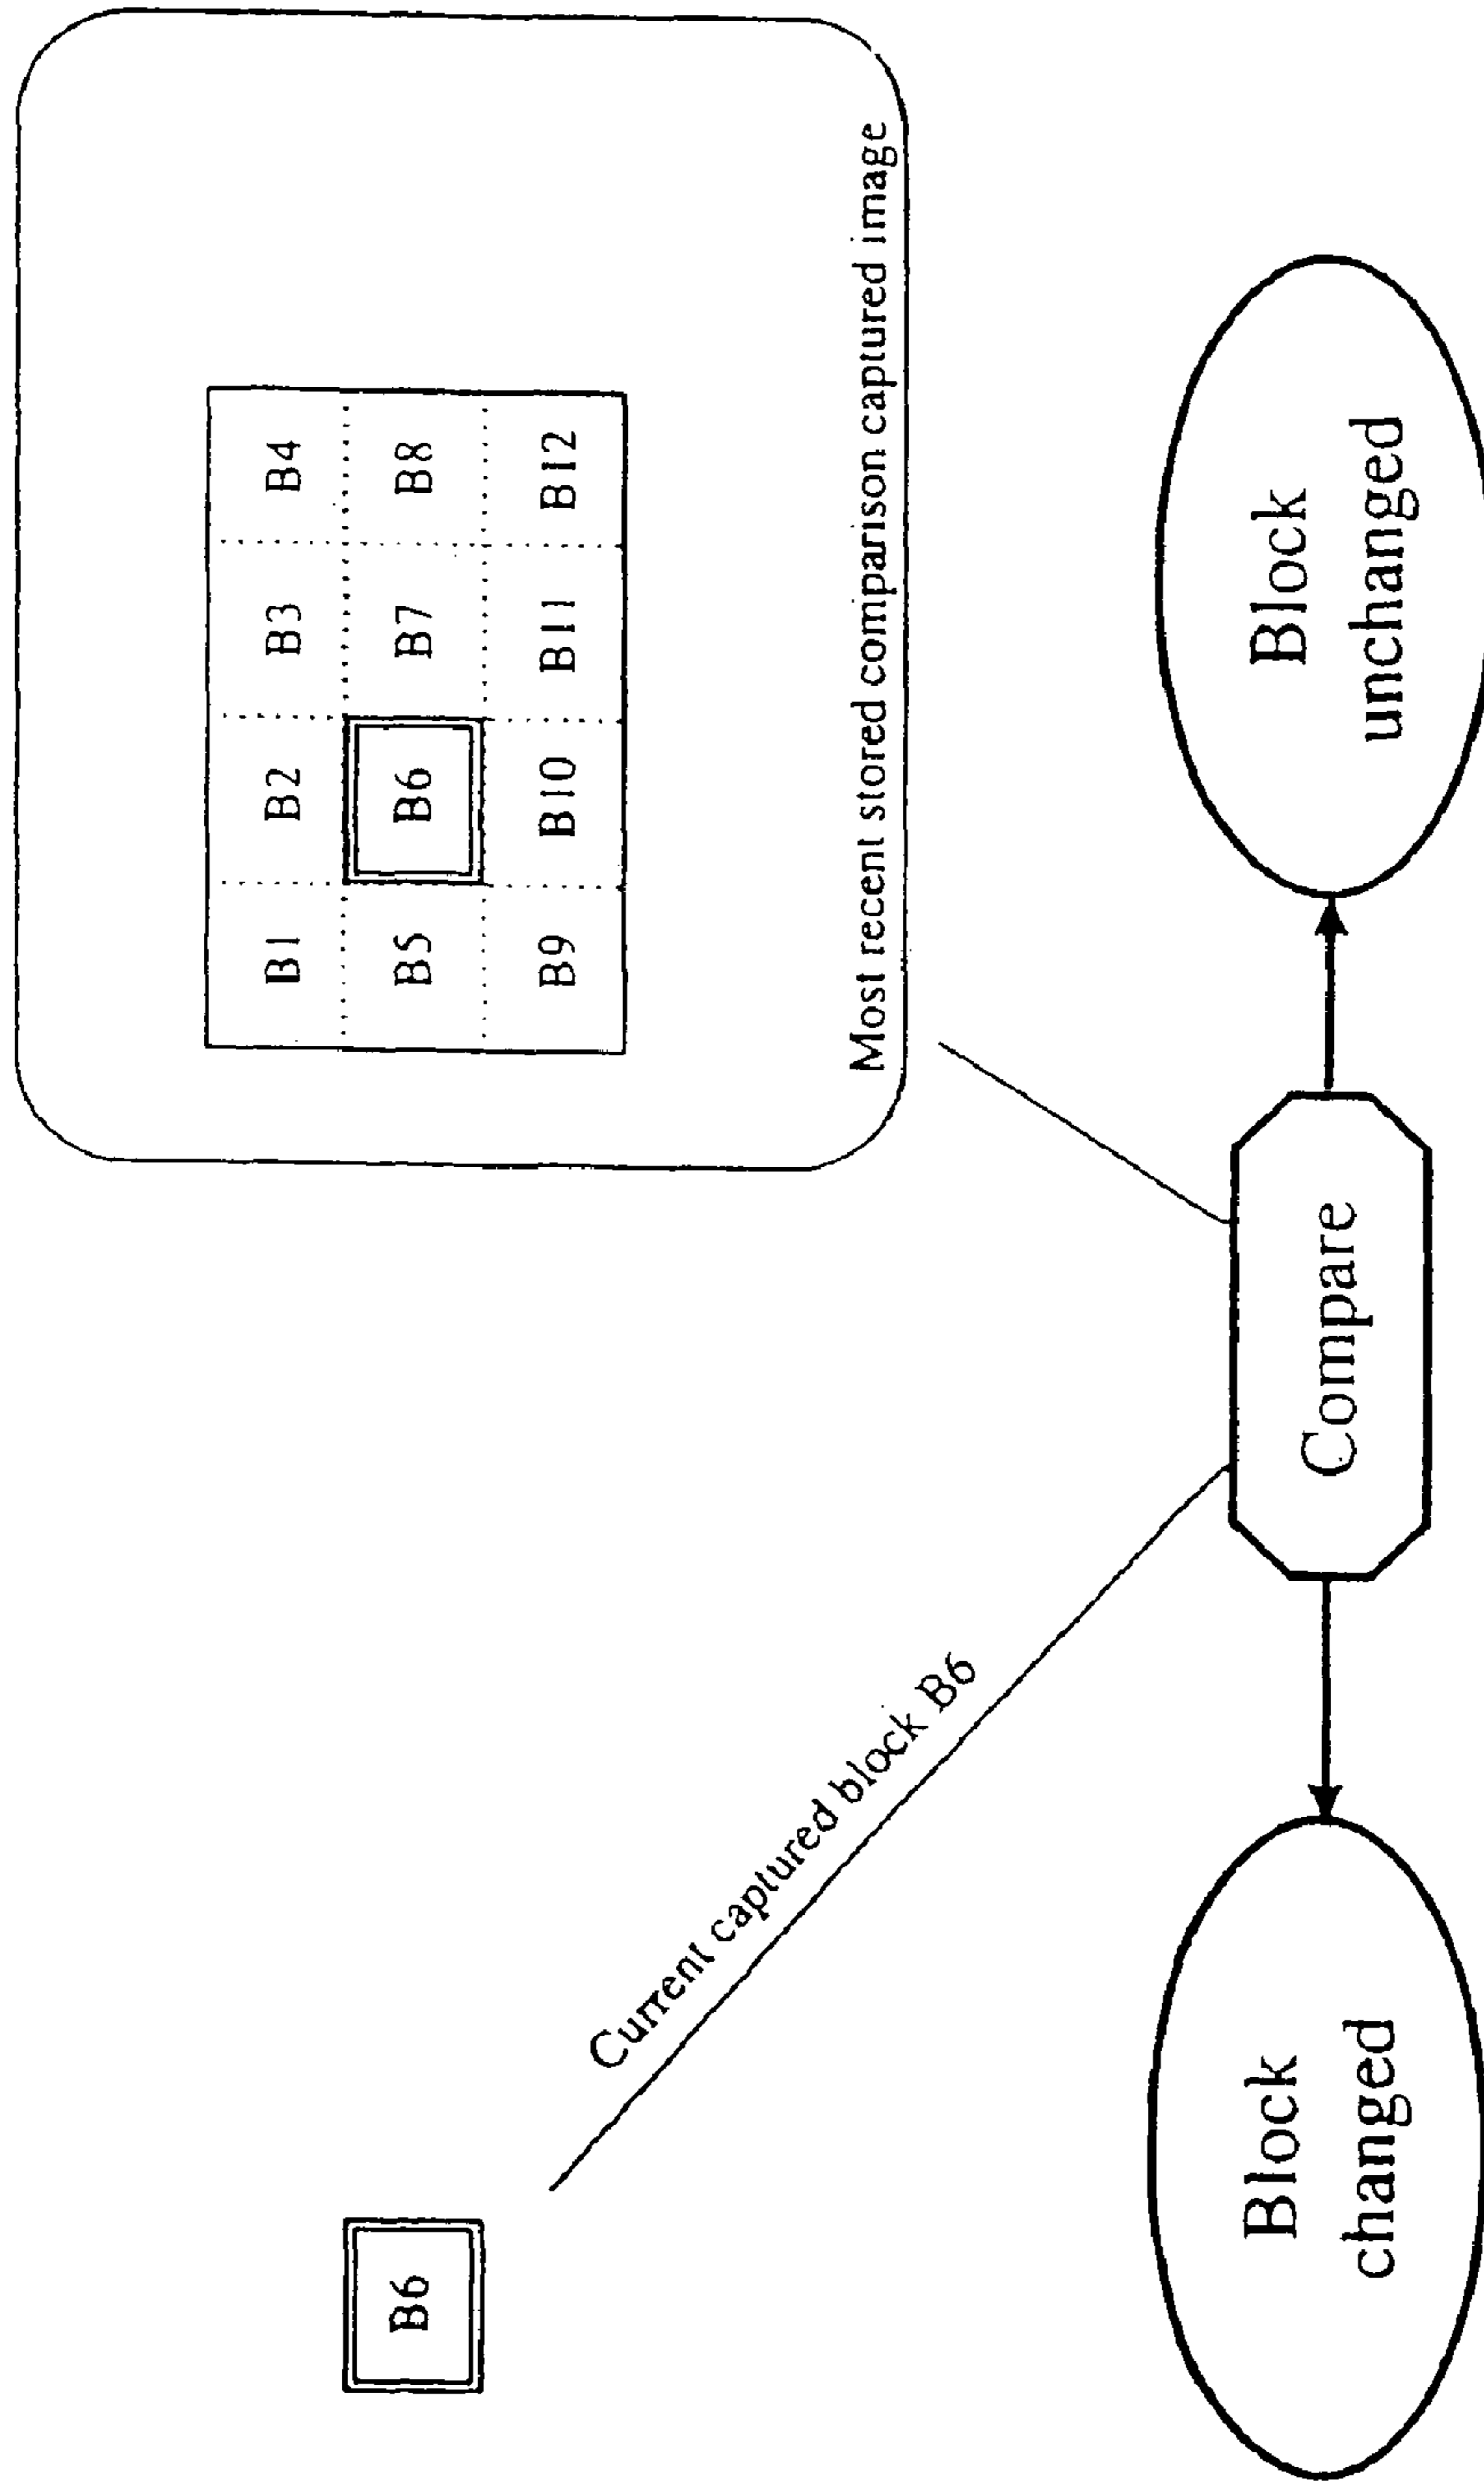 B1 B2 B3 B4
B5 B6 B7 B8
B9 B10 B11 B12
Most recent stored comparison captured image
B6
Current captured block B6
Compare
Block
changed
Block
unchanged